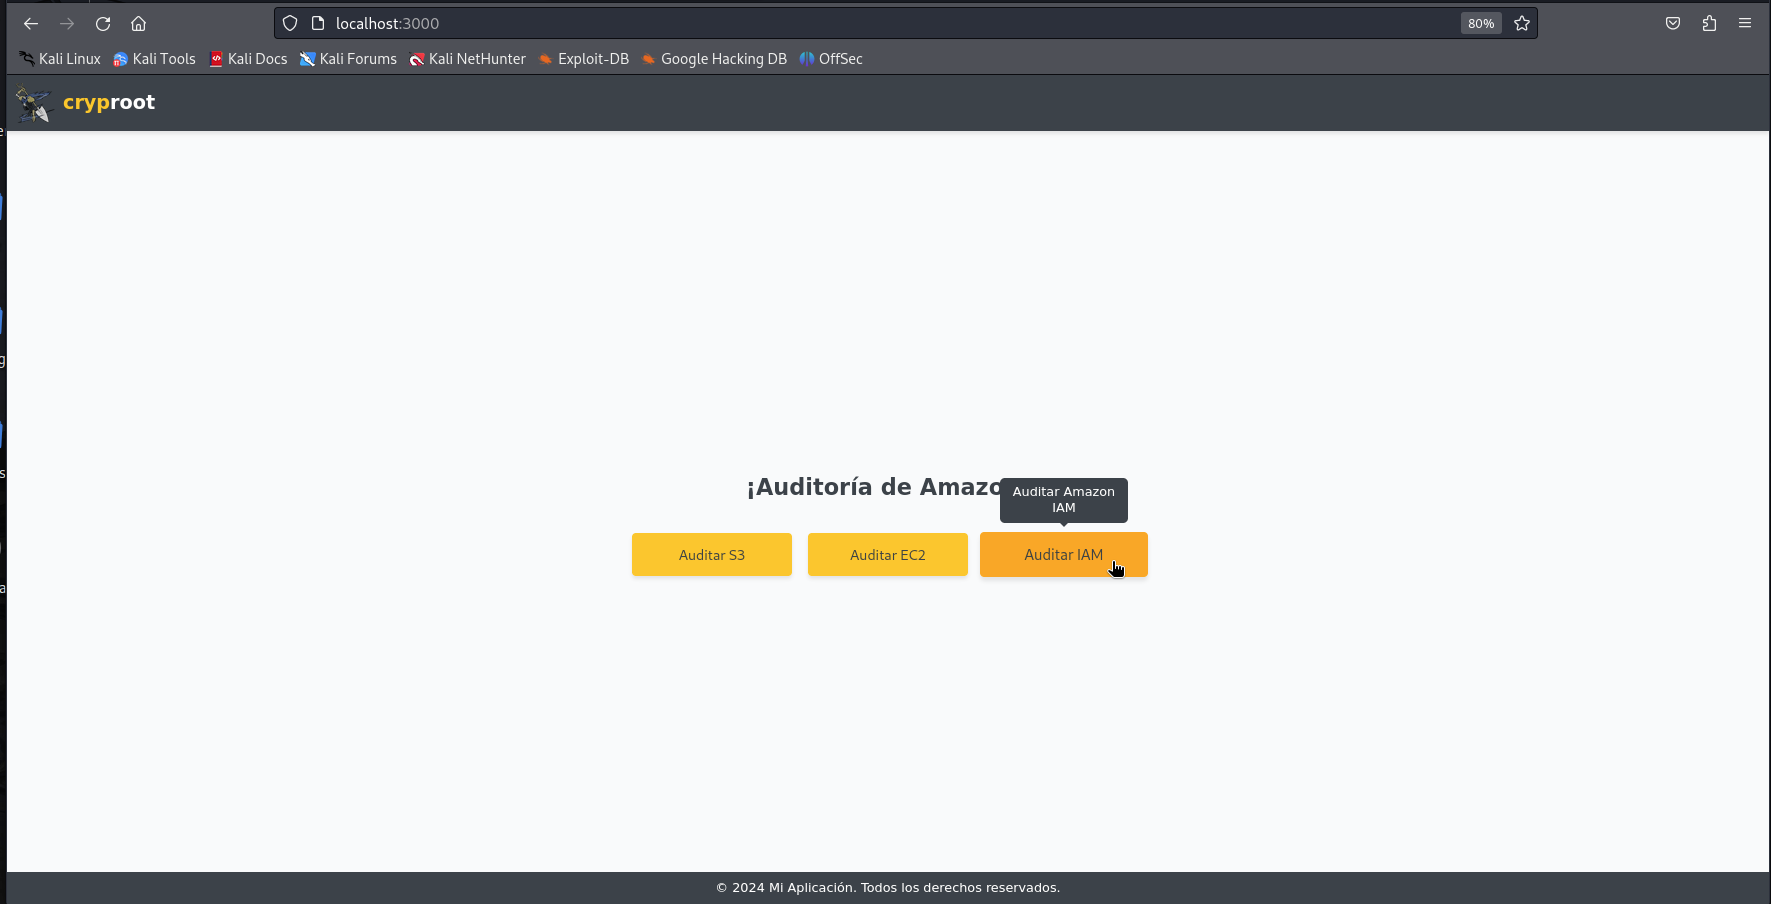 localhost:3000
80%
Kali Linux Kali Tools Kali Docs Kali Forums Kali NetHunter Exploit-DB Google Hacking DB OffSec
cryproot
¡Auditoría de
Auditar Amazon
IAM
Auditar S3 Auditar EC2 Auditar IAM
© 2024 Mi Aplicación. Todos los derechos reservados.